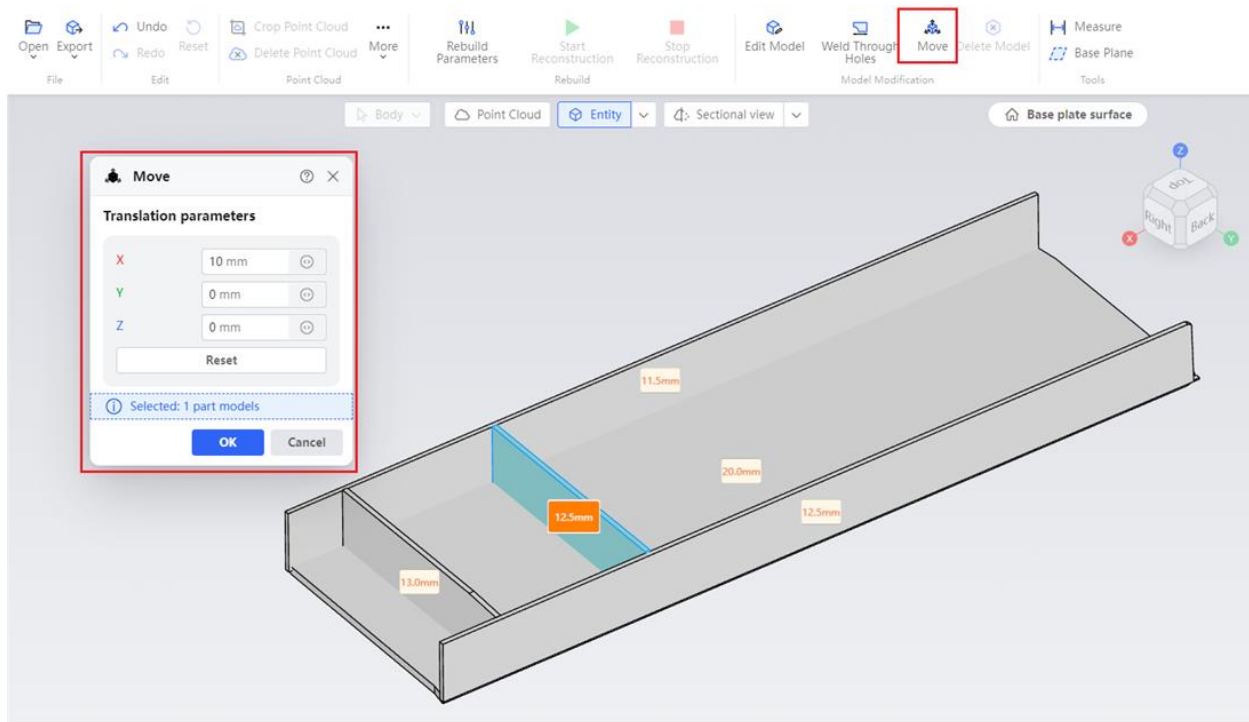 Open Export
Undo
Redo
Reset
Crop Point Cloud
Delete Point Cloud
More
Rebuild
Parameters
Start
Reconstruction
Stop
Reconstruction
Edit Model
Weld Through
Holes
Move
Delete Model
Measure
Base Plane
File
Edit
Point Cloud
Rebuild
Model Modification
Tools
Body
Point Cloud
Entity
Sectional view
Base plate surface
Move
Translation parameters
X
10 mm
Y
0 mm
Z
0 mm
Reset
Selected: 1 part models
OK
Cancel
Z
Top
Right
Back
X
Y
11.5mm
20.0mm
12.5mm
12.5mm
13.0mm